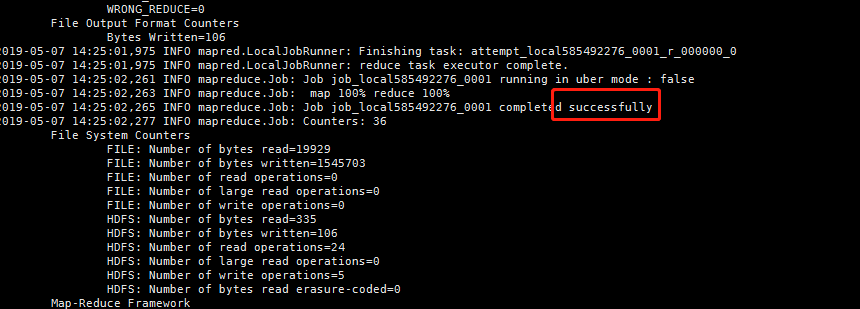 WRONG_REDUCE=0
File Output Format Counters
Bytes Written=106
2019-05-07 14:25:01,975 INFO mapred.LocalJobRunner: Finishing task: attempt_local585492276_0001_r_000000_0
2019-05-07 14:25:01,975 INFO mapred.LocalJobRunner: reduce task executor complete.
2019-05-07 14:25:02,261 INFO mapreduce.Job: Job job_local585492276_0001 running in uber mode : false
2019-05-07 14:25:02,263 INFO mapreduce.Job:  map 100% reduce 100%
2019-05-07 14:25:02,265 INFO mapreduce.Job: Job job_local585492276_0001 completed successfully
2019-05-07 14:25:02,277 INFO mapreduce.Job: Counters: 36
File System Counters
FILE: Number of bytes read=19929
FILE: Number of bytes written=1545703
FILE: Number of read operations=0
FILE: Number of large read operations=0
FILE: Number of write operations=0
HDFS: Number of bytes read=335
HDFS: Number of bytes written=106
HDFS: Number of read operations=24
HDFS: Number of large read operations=0
HDFS: Number of write operations=5
HDFS: Number of bytes read erasure-coded=0
Map-Reduce Framework